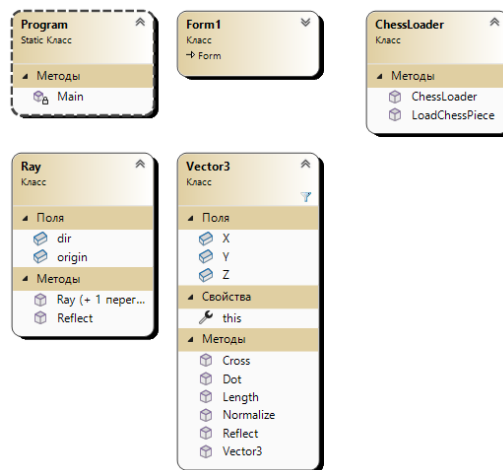 Program
Static Класс
Методы
Main
Form1
Класс
Form
ChessLoader
Класс
Методы
ChessLoader
LoadChessPiece
Ray
Класс
Поля
dir
origin
Методы
Ray (+ 1 перег...
Reflect
Vector3
Класс
Поля
X
Y
Z
Свойства
this
Методы
Cross
Dot
Length
Normalize
Reflect
Vector3